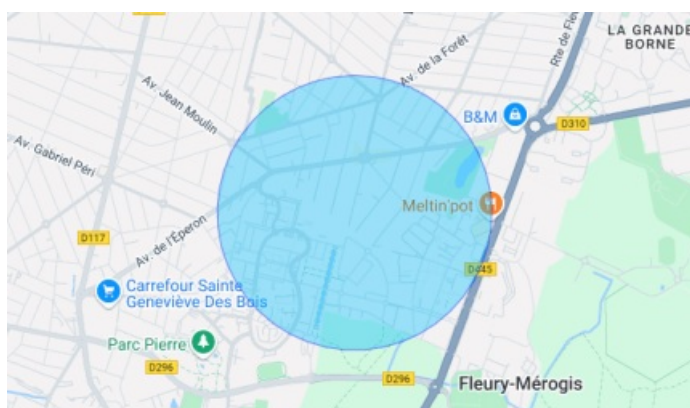 LA GRANDE
BORNE
Rte de Fle
Av. de la Forêt
Av. Jean Moulin
B&M
D310
Av. Gabriel Péri
Meltin'pot
D117
Av. de l'Éperon
D445
Carrefour Sainte
Geneviève Des Bois
Parc Pierre
D296
D296
Fleury-Mérogis